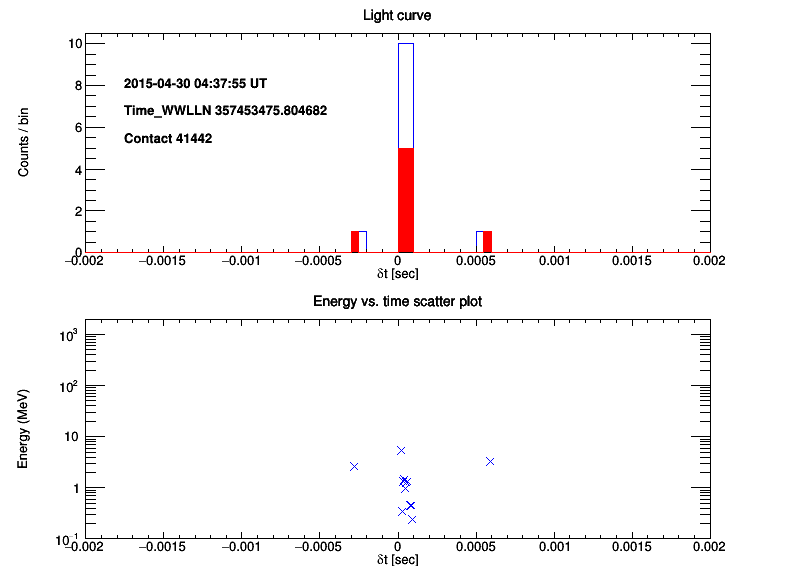 Light curve
Counts / bin
10
8
6
4
2
0
2015-04-30 04:37:55 UT
Time_WWLLN 357453475.804682
Contact 41442
−0.002 −0.0015 −0.001 −0.0005 0 0.0005 0.001 0.0015 0.002
δt [sec]
Energy vs. time scatter plot
Energy (MeV)
10³
10²
10
1
10⁻¹
−0.002 −0.0015 −0.001 −0.0005 0 0.0005 0.001 0.0015 0.002
δt [sec]